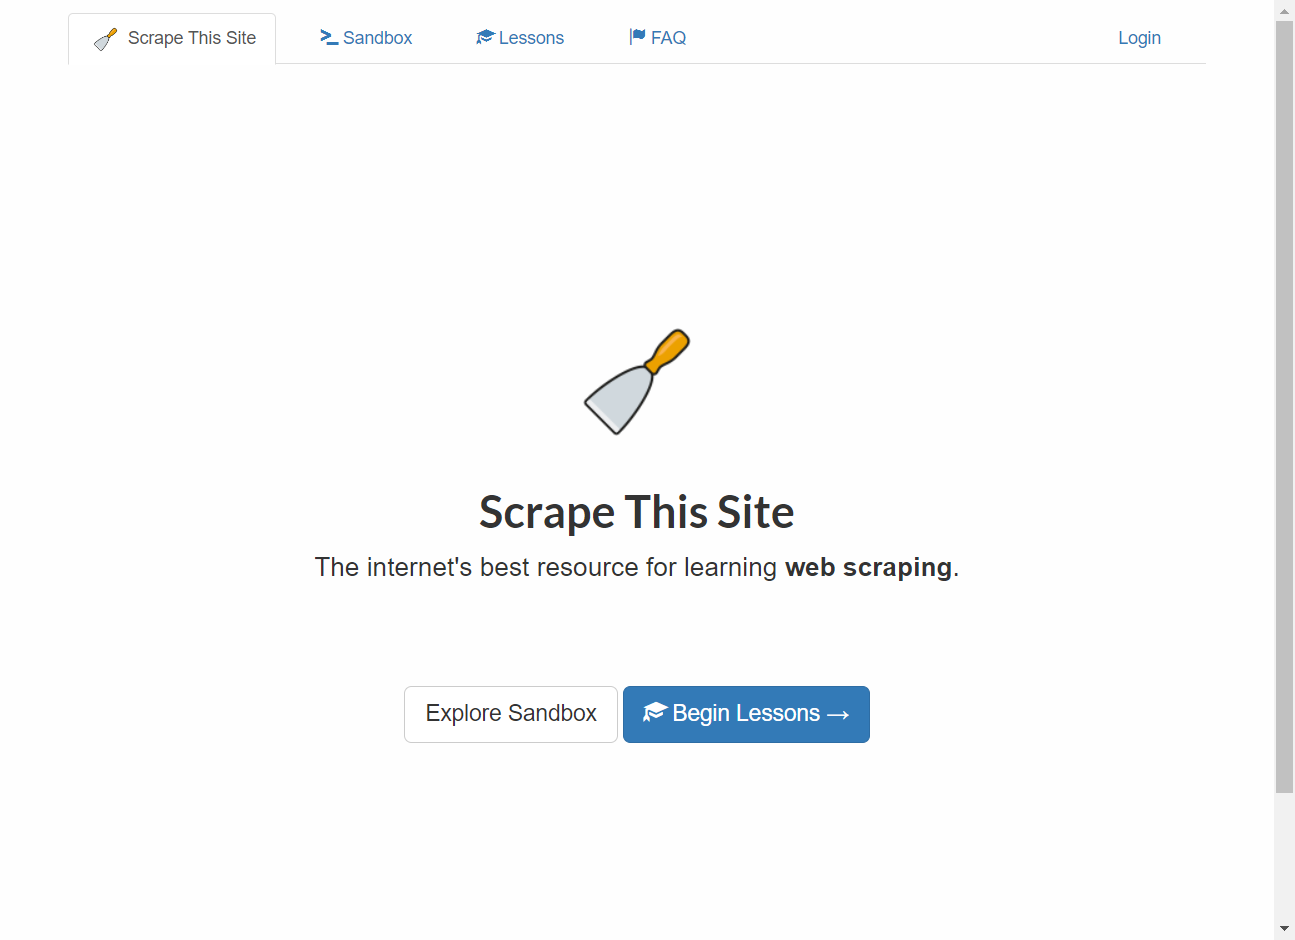 Scrape This Site
Sandbox
Lessons
FAQ
Login
Scrape This Site
The internet's best resource for learning web scraping.
Explore Sandbox
Begin Lessons →